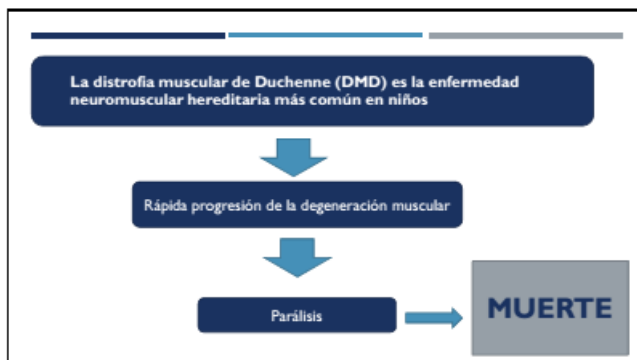 La distrofia muscular de Duchenne (DMD) es la enfermedad
neuromuscular hereditaria más común en niños
Rápida progresión de la degeneración muscular
Parálisis
MUERTE